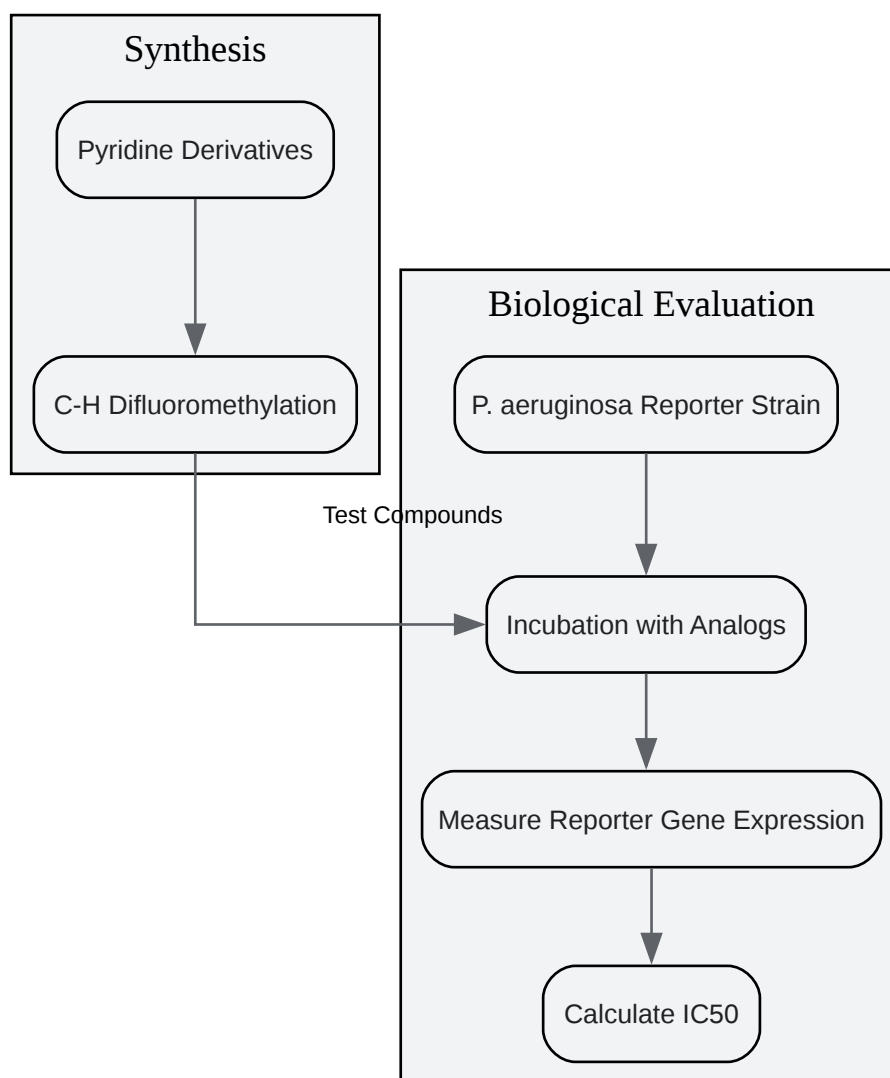 Synthesis
Pyridine Derivatives
C-H Difluoromethylation
Test Compounds
Biological Evaluation
P. aeruginosa Reporter Strain
Incubation with Analogs
Measure Reporter Gene Expression
Calculate IC50